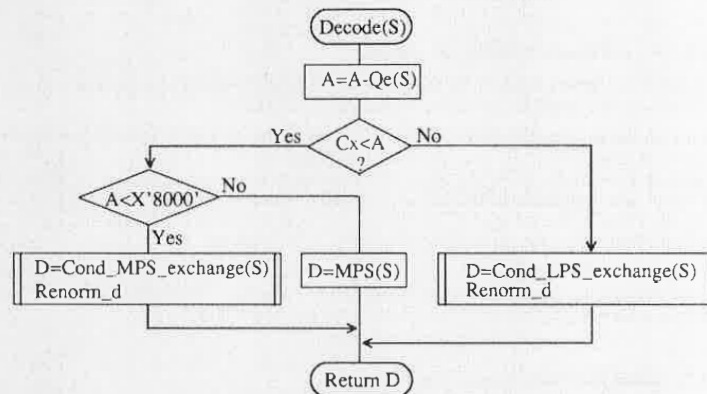 Decode(S)
A=A-Qe(S)
Yes
Cx<A
?
No
A<X'8000'
No
Yes
D=Cond_MPS_exchange(S)
Renorm_d
D=MPS(S)
D=Cond_LPS_exchange(S)
Renorm_d
Return D